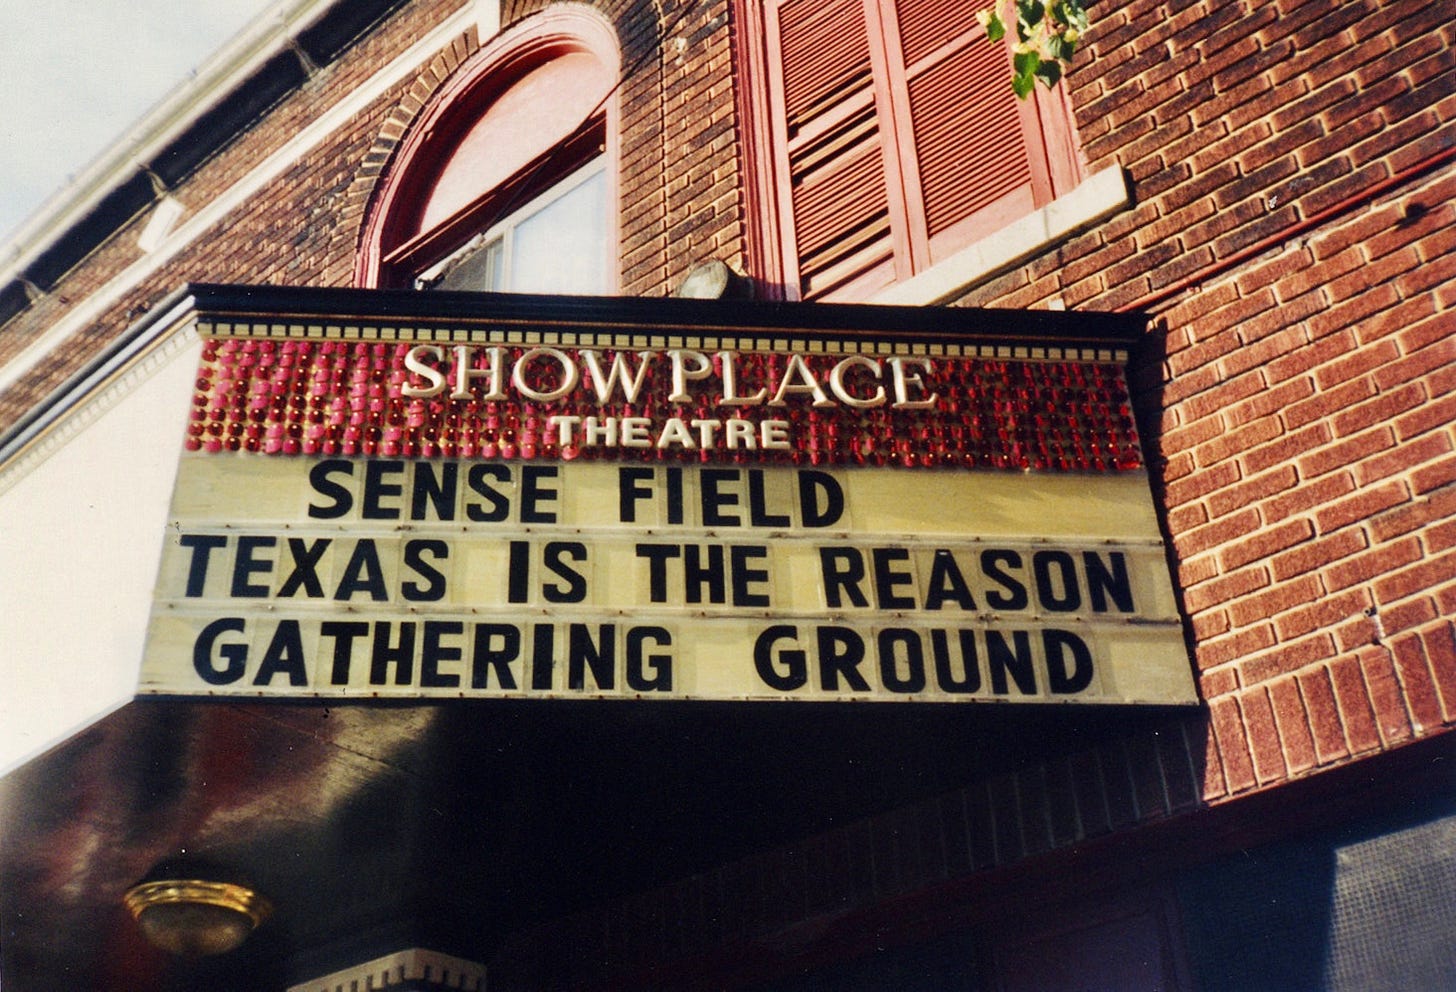 SHOWPLACE
THEATRE
SENSE FIELD
TEXAS IS THE REASON
GATHERING GROUND